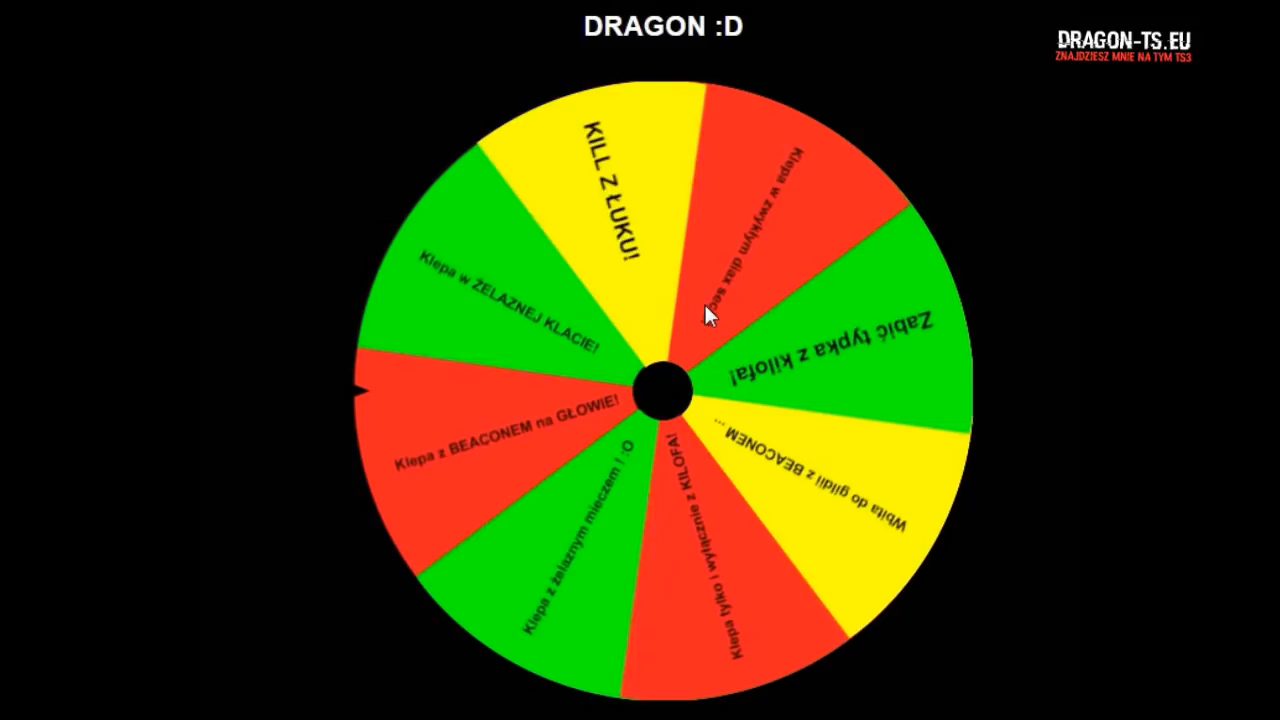 DRAGON :D
DRAGON-TS.EU
ZNAJDZIESZ MNIE NA TYM TS3
KILL Z ŁUKU!
Klepa w zwykłym diax sec
Zabić typka z kilofa!
Wbita do gildii z BEACONEM ...
Klepa tylko i wyłącznie z KILOFA!
Klepa z żelaznym mieczem ! :O
Klepa z BEACONEM na GŁOWIE!
Klepa w ŻELAZNEJ KLACIE!